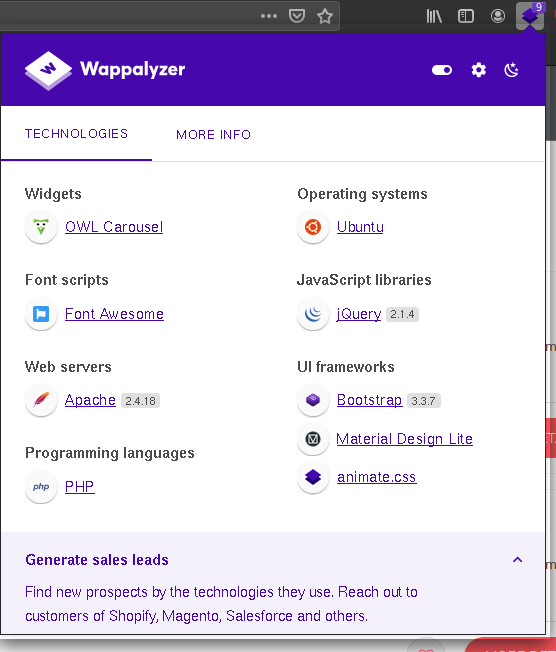 9
Wappalyzer
TECHNOLOGIES
MORE INFO
Widgets
OWL Carousel
Font scripts
Font Awesome
Web servers
Apache 2.4.18
Programming languages
php PHP
Operating systems
Ubuntu
JavaScript libraries
jQuery 2.1.4
UI frameworks
Bootstrap 3.3.7
Material Design Lite
animate.css
Generate sales leads
Find new prospects by the technologies they use. Reach out to
customers of Shopify, Magento, Salesforce and others.